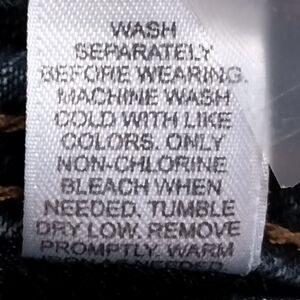 WASH
SEPARATELY
BEFORE WEARING.
MACHINE WASH
COLD WITH LIKE
COLORS. ONLY
NON-CHLORINE
BLEACH WHEN
NEEDED. TUMBLE
DRY LOW. REMOVE
PROMPTLY. WARM
NEEDED